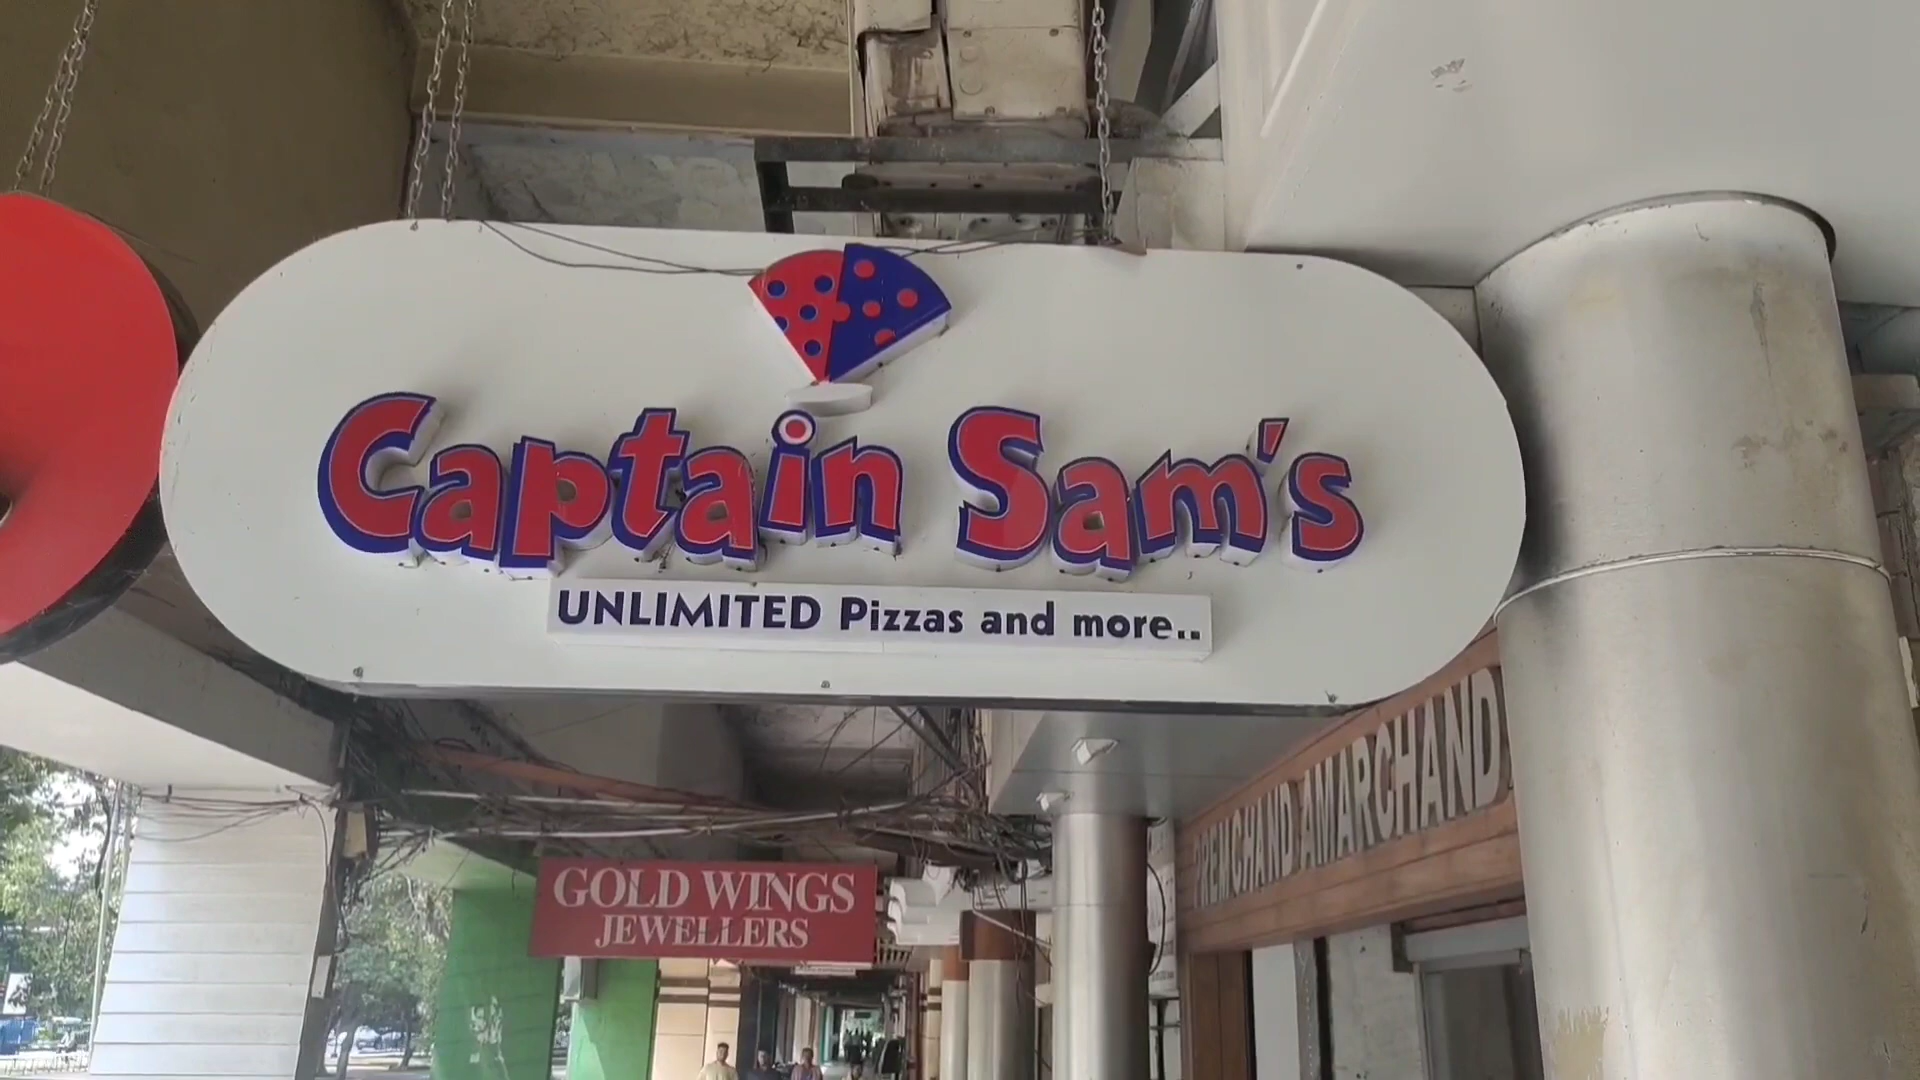 Captain Sam's
UNLIMITED Pizzas and more..
PREMCHAND AMARCHAND
GOLD WINGS
JEWELLERS